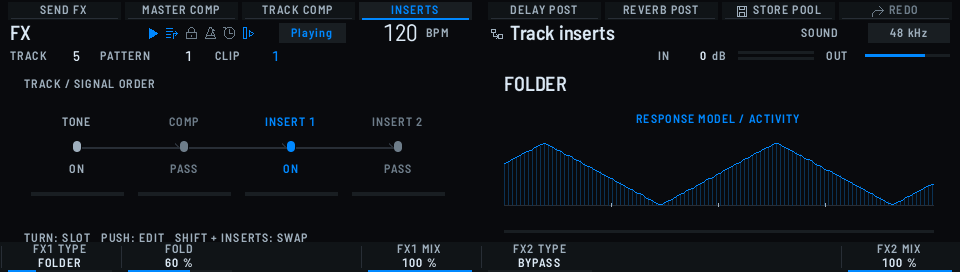 SEND FX MASTER COMP TRACK COMP INSERTS DELAY POST REVERB POST STORE POOL REDO
FX Playing 120 BPM Track inserts SOUND 48 kHz
TRACK 5 PATTERN 1 CLIP 1 IN 0 dB OUT
TRACK / SIGNAL ORDER
FOLDER
RESPONSE MODEL / ACTIVITY
TONE COMP INSERT 1 INSERT 2
ON PASS ON PASS
TURN: SLOT PUSH: EDIT SHIFT + INSERTS: SWAP
FX1 TYPE FOLD FX1 MIX FX2 TYPE FX2 MIX
FOLDER 60 % 100 % BYPASS 100 %